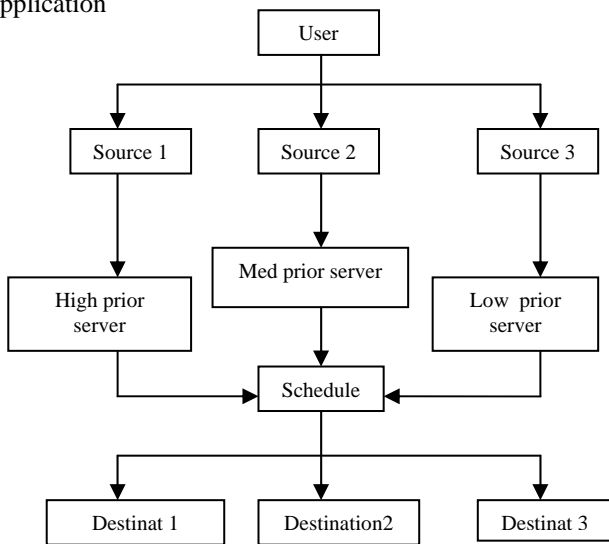 pplication
User
Source 1
Source 2
Source 3
High prior
server
Med prior server
Low prior
server
Schedule
Destinat 1
Destination2
Destinat 3